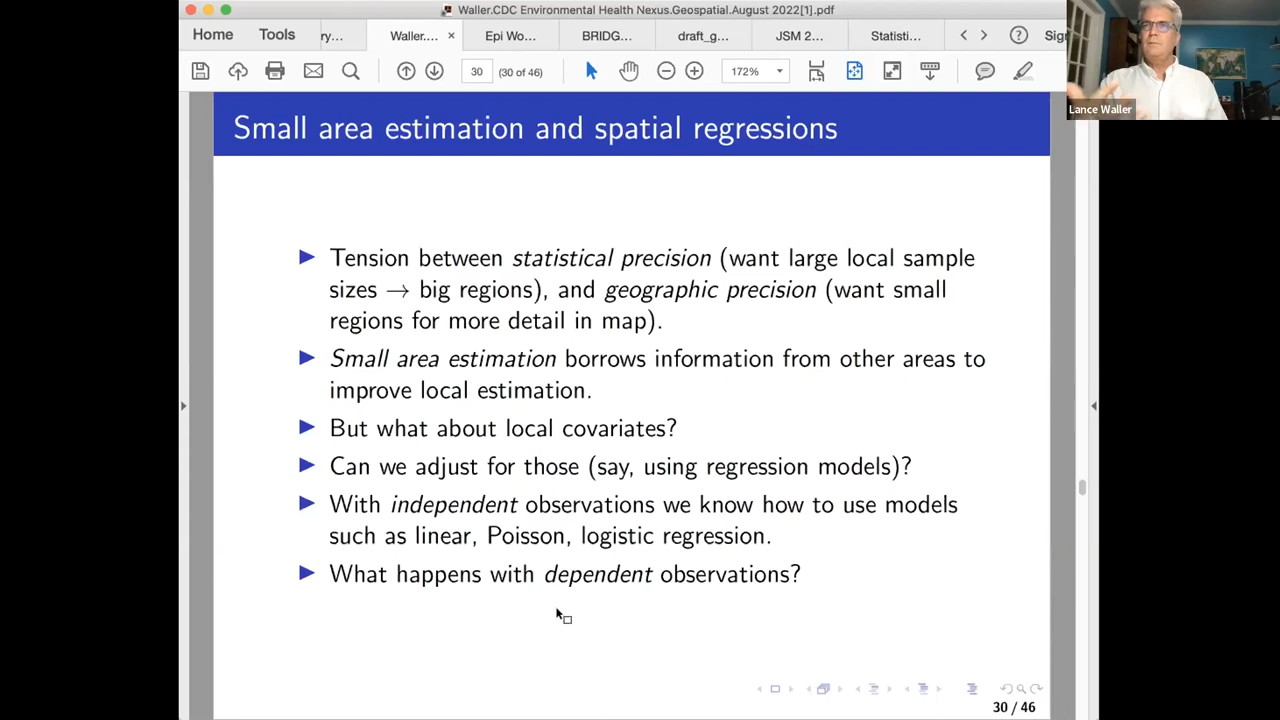 Waller.CDC Environmental Health Nexus.Geospatial.August 2022[1].pdf
Home Tools ry... Waller.... × Epi Wo... BRIDG... draft_g... JSM 2... Statisti... ? Sign
30 (30 of 46) 172%
Lance Waller
Small area estimation and spatial regressions
Tension between statistical precision (want large local sample
sizes → big regions), and geographic precision (want small
regions for more detail in map).
Small area estimation borrows information from other areas to
improve local estimation.
But what about local covariates?
Can we adjust for those (say, using regression models)?
With independent observations we know how to use models
such as linear, Poisson, logistic regression.
What happens with dependent observations?
30 / 46